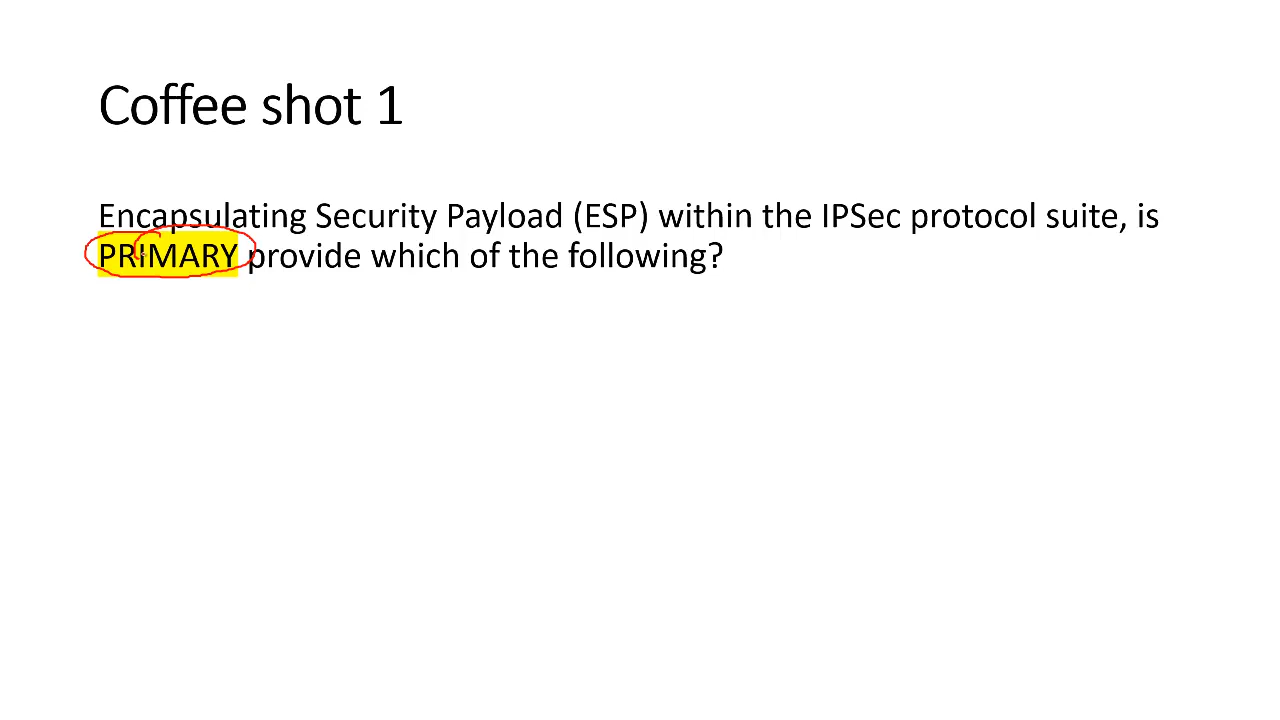 Coffee shot 1
Encapsulating Security Payload (ESP) within the IPSec protocol suite, is
PRiMARY provide which of the following?